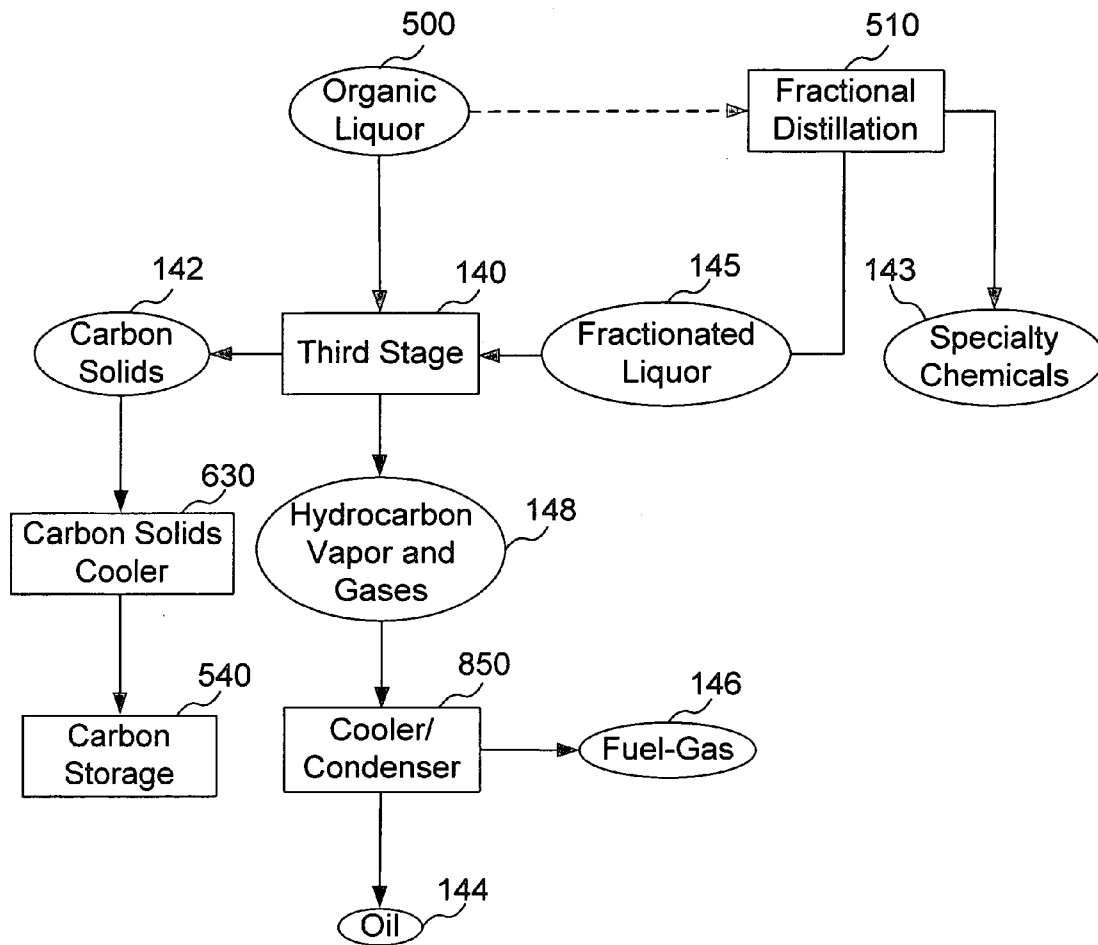 500
510
Organic
Liquor
Fractional
Distillation
142
140
145
143
Carbon
Solids
Third Stage
Fractionated
Liquor
Specialty
Chemicals
630
Carbon Solids
Cooler
Hydrocarbon
Vapor and
Gases
148
540
850
146
Carbon
Storage
Cooler/
Condenser
Fuel-Gas
144
Oil